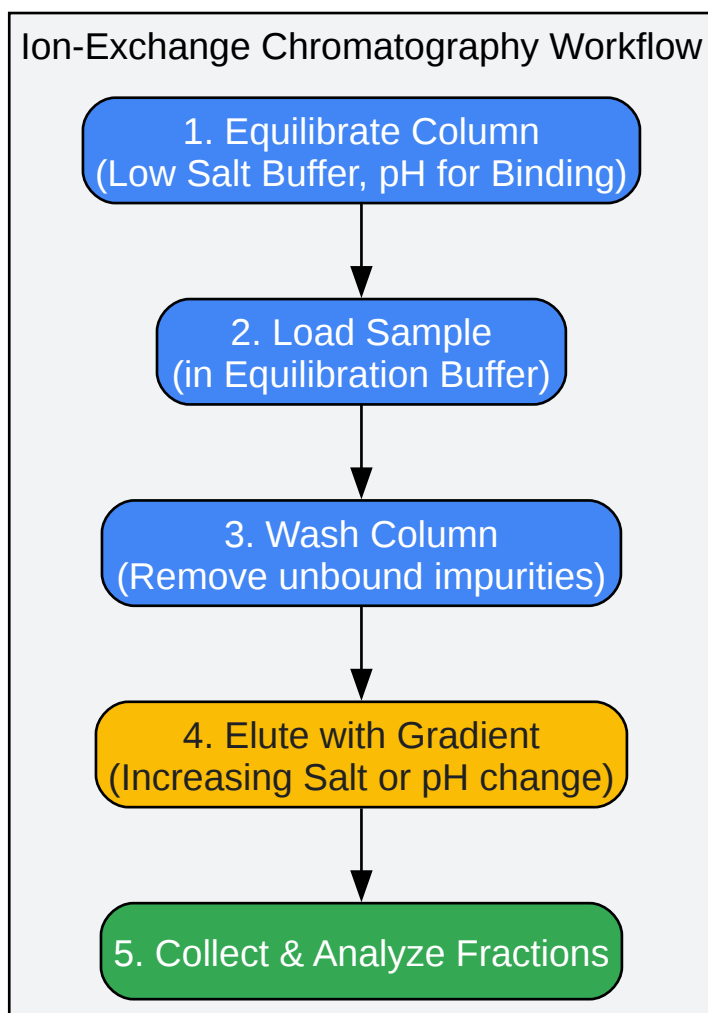 Ion-Exchange Chromatography Workflow
1. Equilibrate Column
(Low Salt Buffer, pH for Binding)
2. Load Sample
(in Equilibration Buffer)
3. Wash Column
(Remove unbound impurities)
4. Elute with Gradient
(Increasing Salt or pH change)
5. Collect & Analyze Fractions